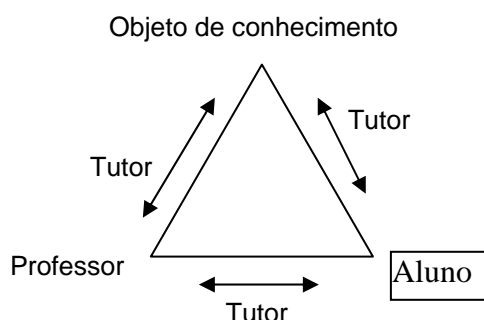 Objeto de conhecimento
Tutor
Tutor
Professor
Aluno
Tutor